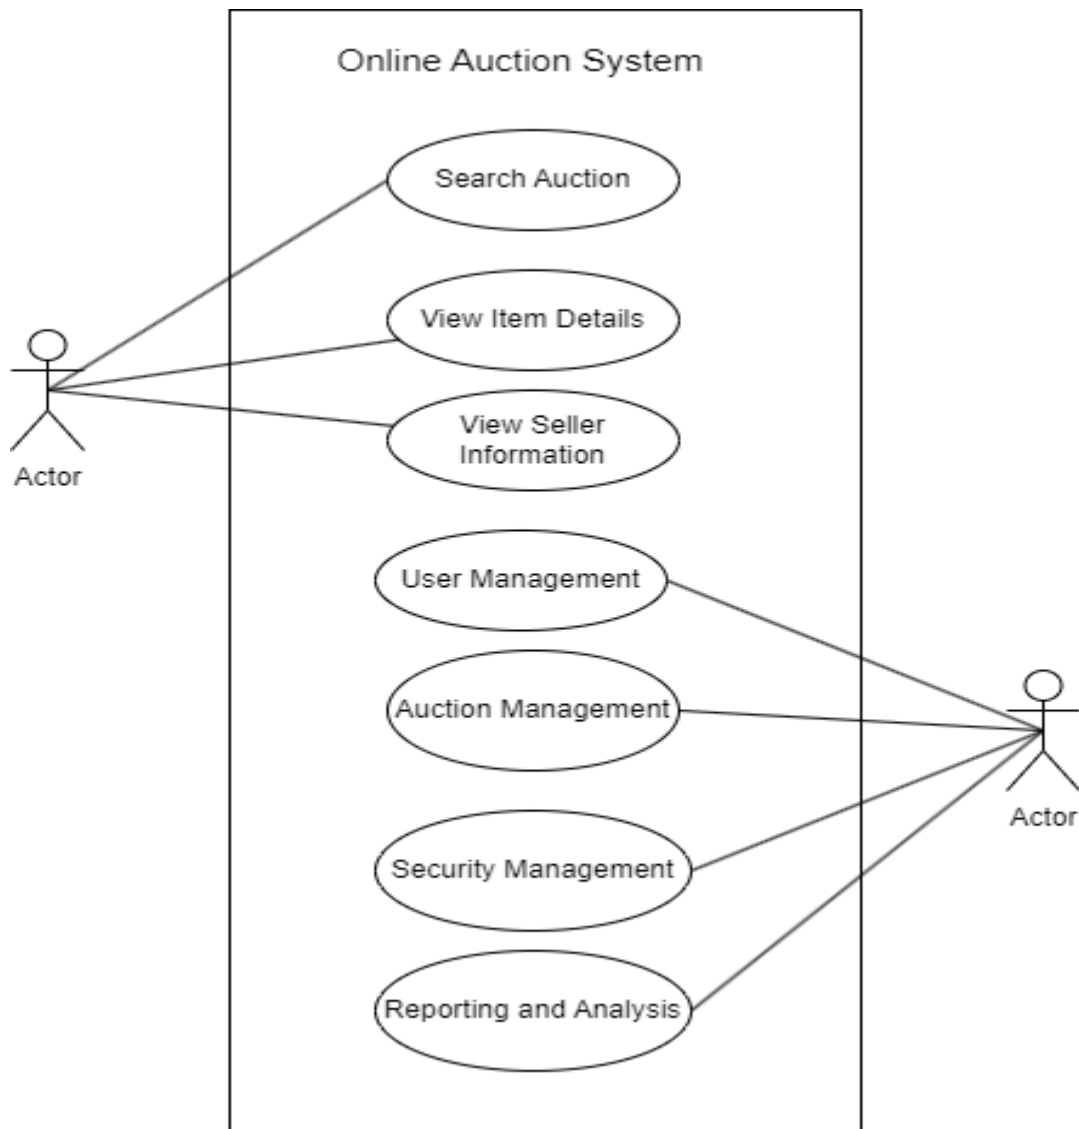 Online Auction System
Search Auction
View Item Details
View Seller
Information
Actor
User Management
Auction Management
Actor
Security Management
Reporting and Analysis